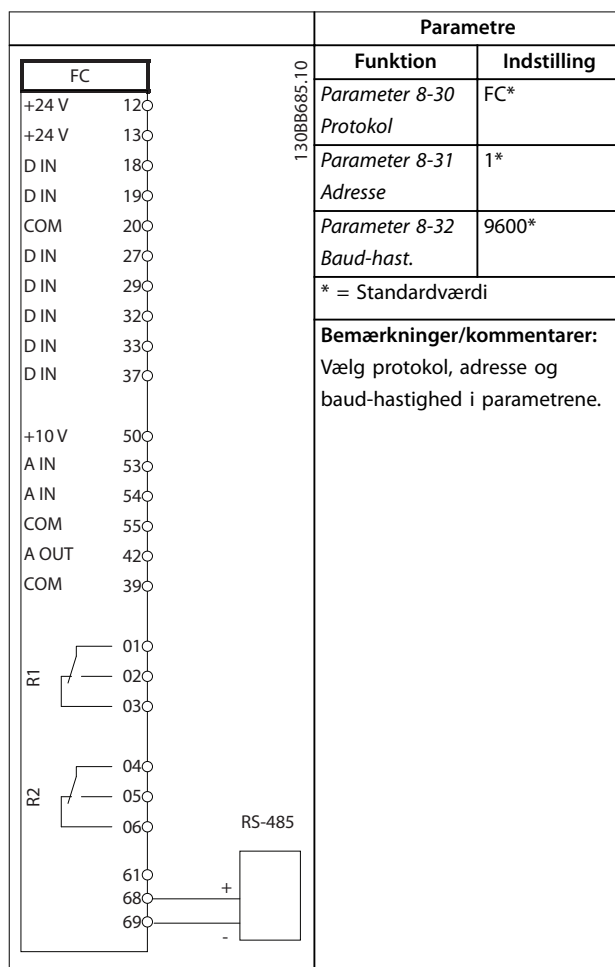 Parametre
Funktion Indstilling
Parameter 8-30 FC*
Protokol
Parameter 8-31 1*
Adresse
Parameter 8-32 9600*
Baud-hast.
* = Standardværdi
Bemærkninger/kommentarer:
Vælg protokol, adresse og
baud-hastighed i parametrene.
FC
130BB685.10
+24 V 12
+24 V 13
D IN 18
D IN 19
COM 20
D IN 27
D IN 29
D IN 32
D IN 33
D IN 37
+10 V 50
A IN 53
A IN 54
COM 55
A OUT 42
COM 39
R1
01
02
03
R2
04
05
06
RS-485
61
68 +
69 -